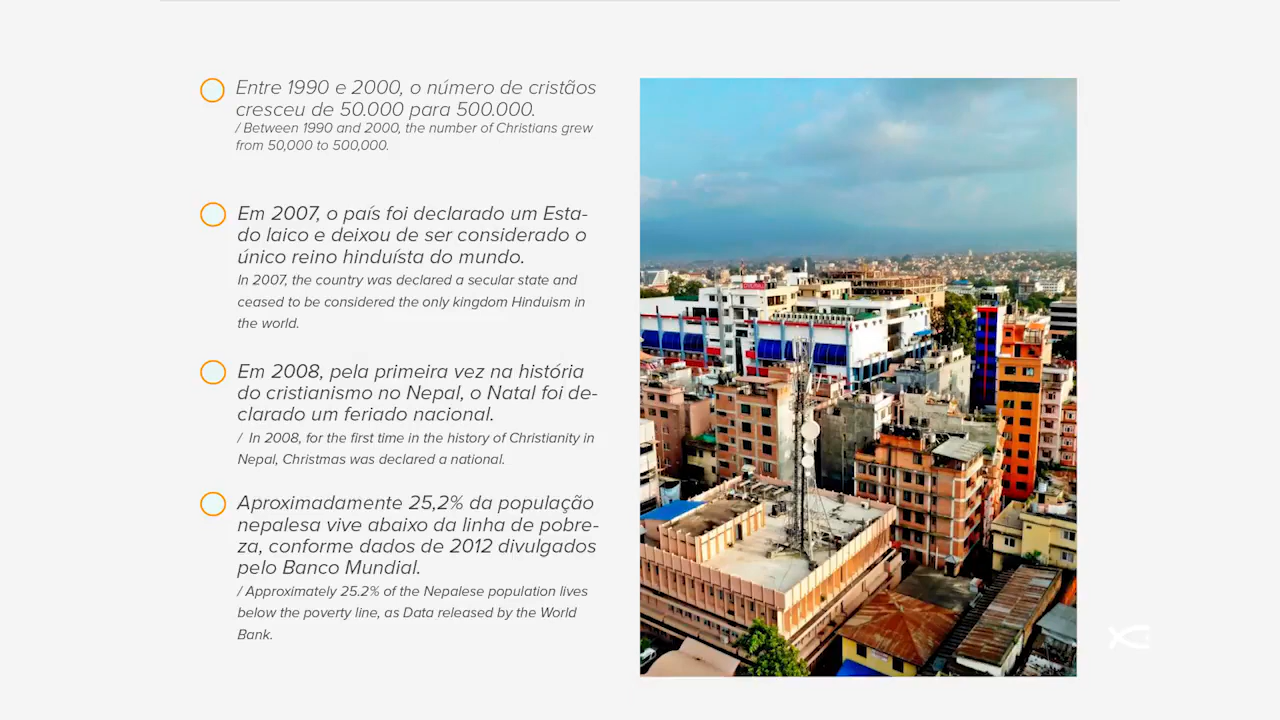 Entre 1990 e 2000, o número de cristãos
cresceu de 50.000 para 500.000.
/ Between 1990 and 2000, the number of Christians grew
from 50,000 to 500,000.
Em 2007, o país foi declarado um Esta-
do laico e deixou de ser considerado o
único reino hinduísta do mundo.
In 2007, the country was declared a secular state and
ceased to be considered the only kingdom Hinduism in
the world.
Em 2008, pela primeira vez na história
do cristianismo no Nepal, o Natal foi de-
clarado um feriado nacional.
/ In 2008, for the first time in the history of Christianity in
Nepal, Christmas was declared a national.
Aproximadamente 25,2% da população
nepalesa vive abaixo da linha de pobre-
za, conforme dados de 2012 divulgados
pelo Banco Mundial.
/ Approximately 25.2% of the Nepalese population lives
below the poverty line, as Data released by the World
Bank.